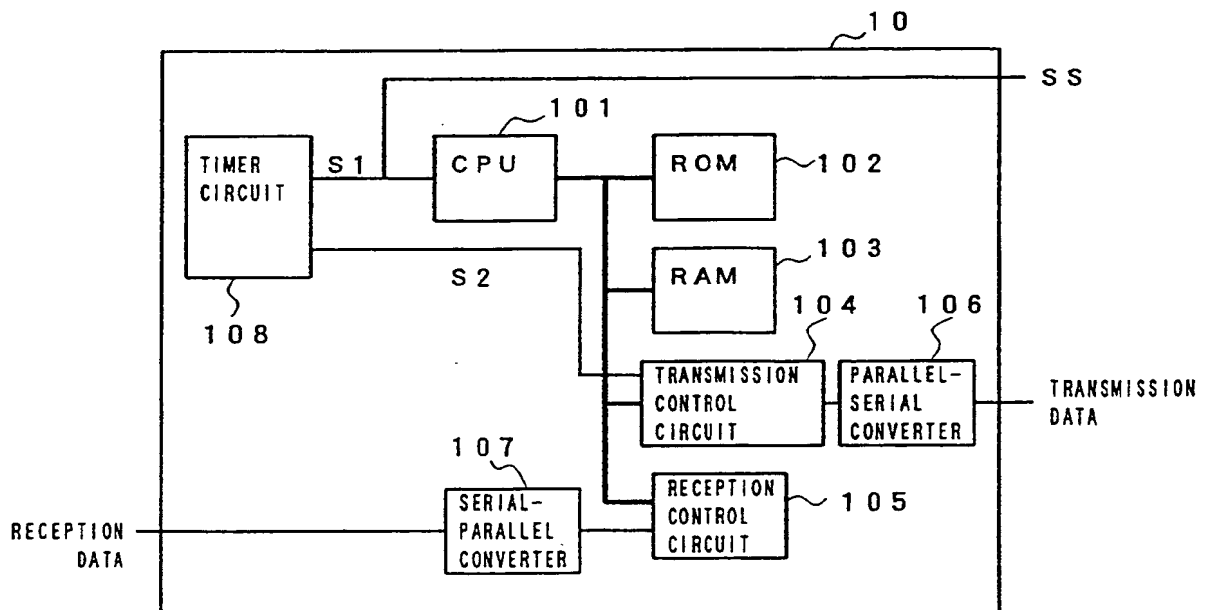 10
SS
101
TIMER
CIRCUIT
S1
CPU
ROM
102
S2
RAM
103
108
104
106
TRANSMISSION
CONTROL
CIRCUIT
PARALLEL-
SERIAL
CONVERTER
TRANSMISSION
DATA
107
SERIAL-
PARALLEL
CONVERTER
RECEPTION
CONTROL
CIRCUIT
105
RECEPTION
DATA